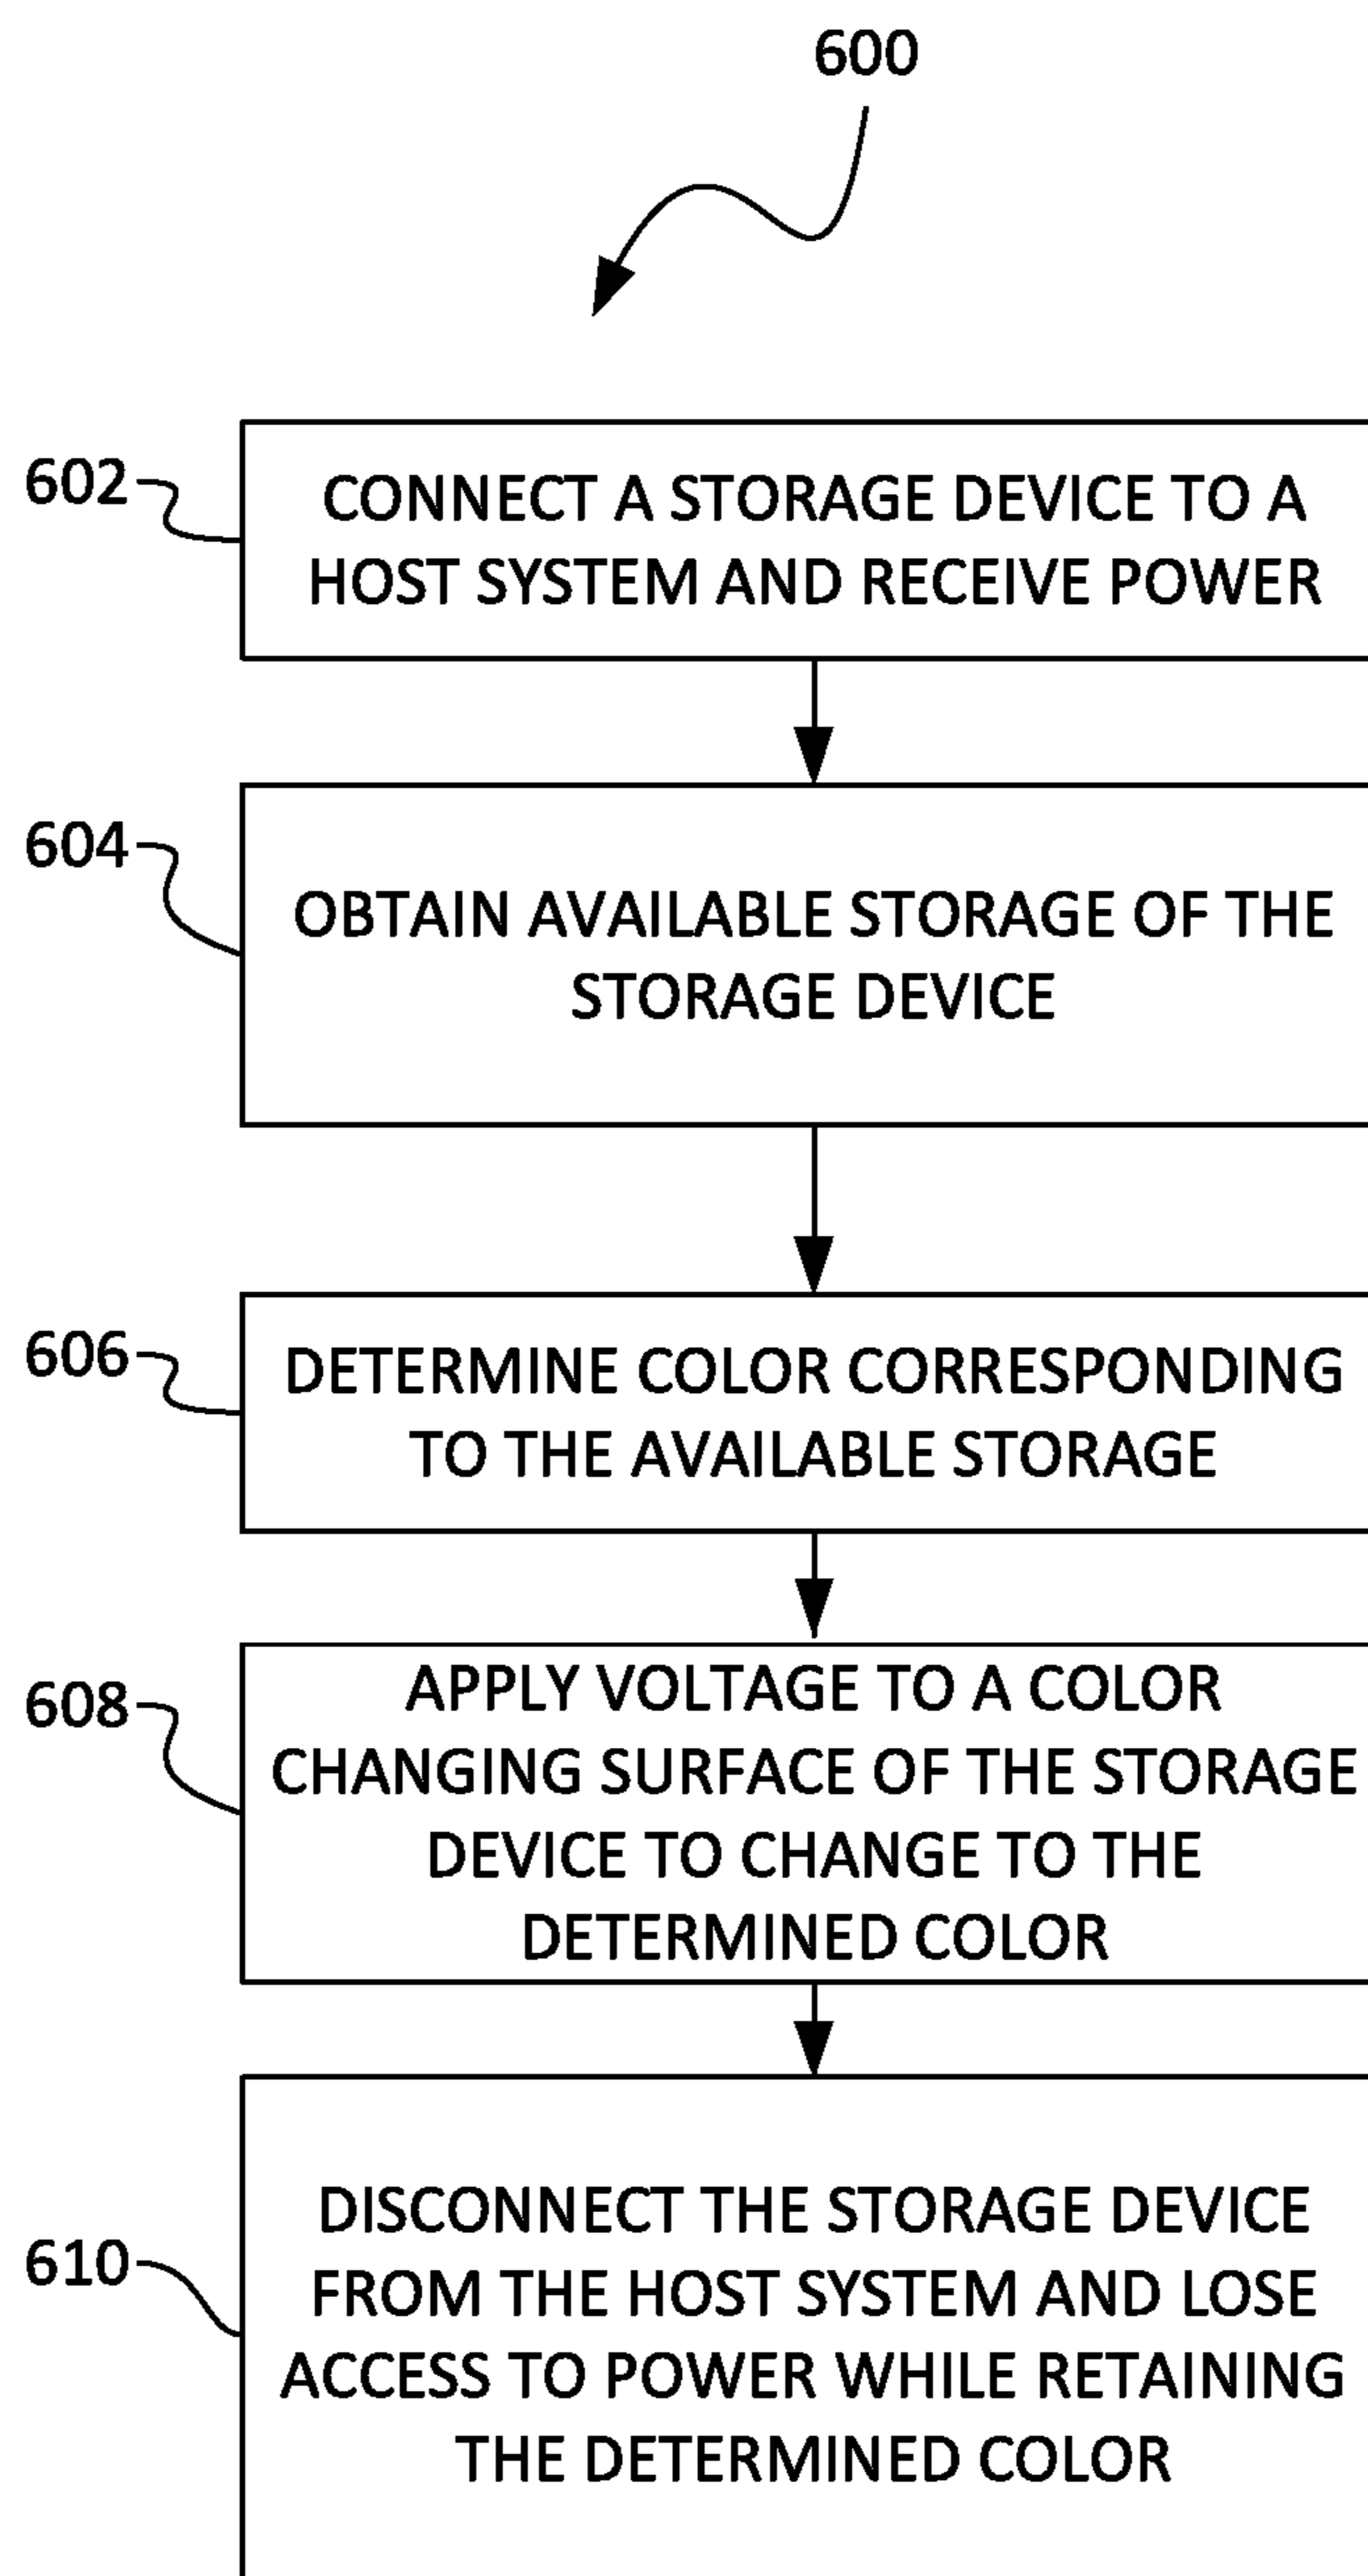 600
602
CONNECT A STORAGE DEVICE TO A
HOST SYSTEM AND RECEIVE POWER
604
OBTAIN AVAILABLE STORAGE OF THE
STORAGE DEVICE
606
DETERMINE COLOR CORRESPONDING
TO THE AVAILABLE STORAGE
608
APPLY VOLTAGE TO A COLOR
CHANGING SURFACE OF THE STORAGE
DEVICE TO CHANGE TO THE
DETERMINED COLOR
610
DISCONNECT THE STORAGE DEVICE
FROM THE HOST SYSTEM AND LOSE
ACCESS TO POWER WHILE RETAINING
THE DETERMINED COLOR